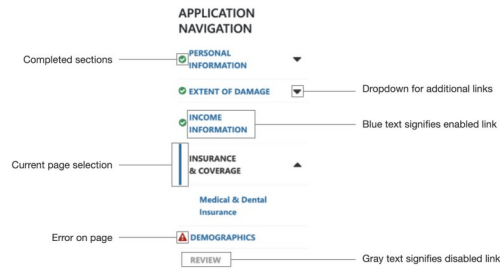 APPLICATION
NAVIGATION
Completed sections
PERSONAL
INFORMATION
EXTENT OF DAMAGE
Dropdown for additional links
INCOME
INFORMATION
Blue text signifies enabled link
Current page selection
INSURANCE
& COVERAGE
Medical & Dental
Insurance
Error on page
DEMOGRAPHICS
REVIEW
Gray text signifies disabled link